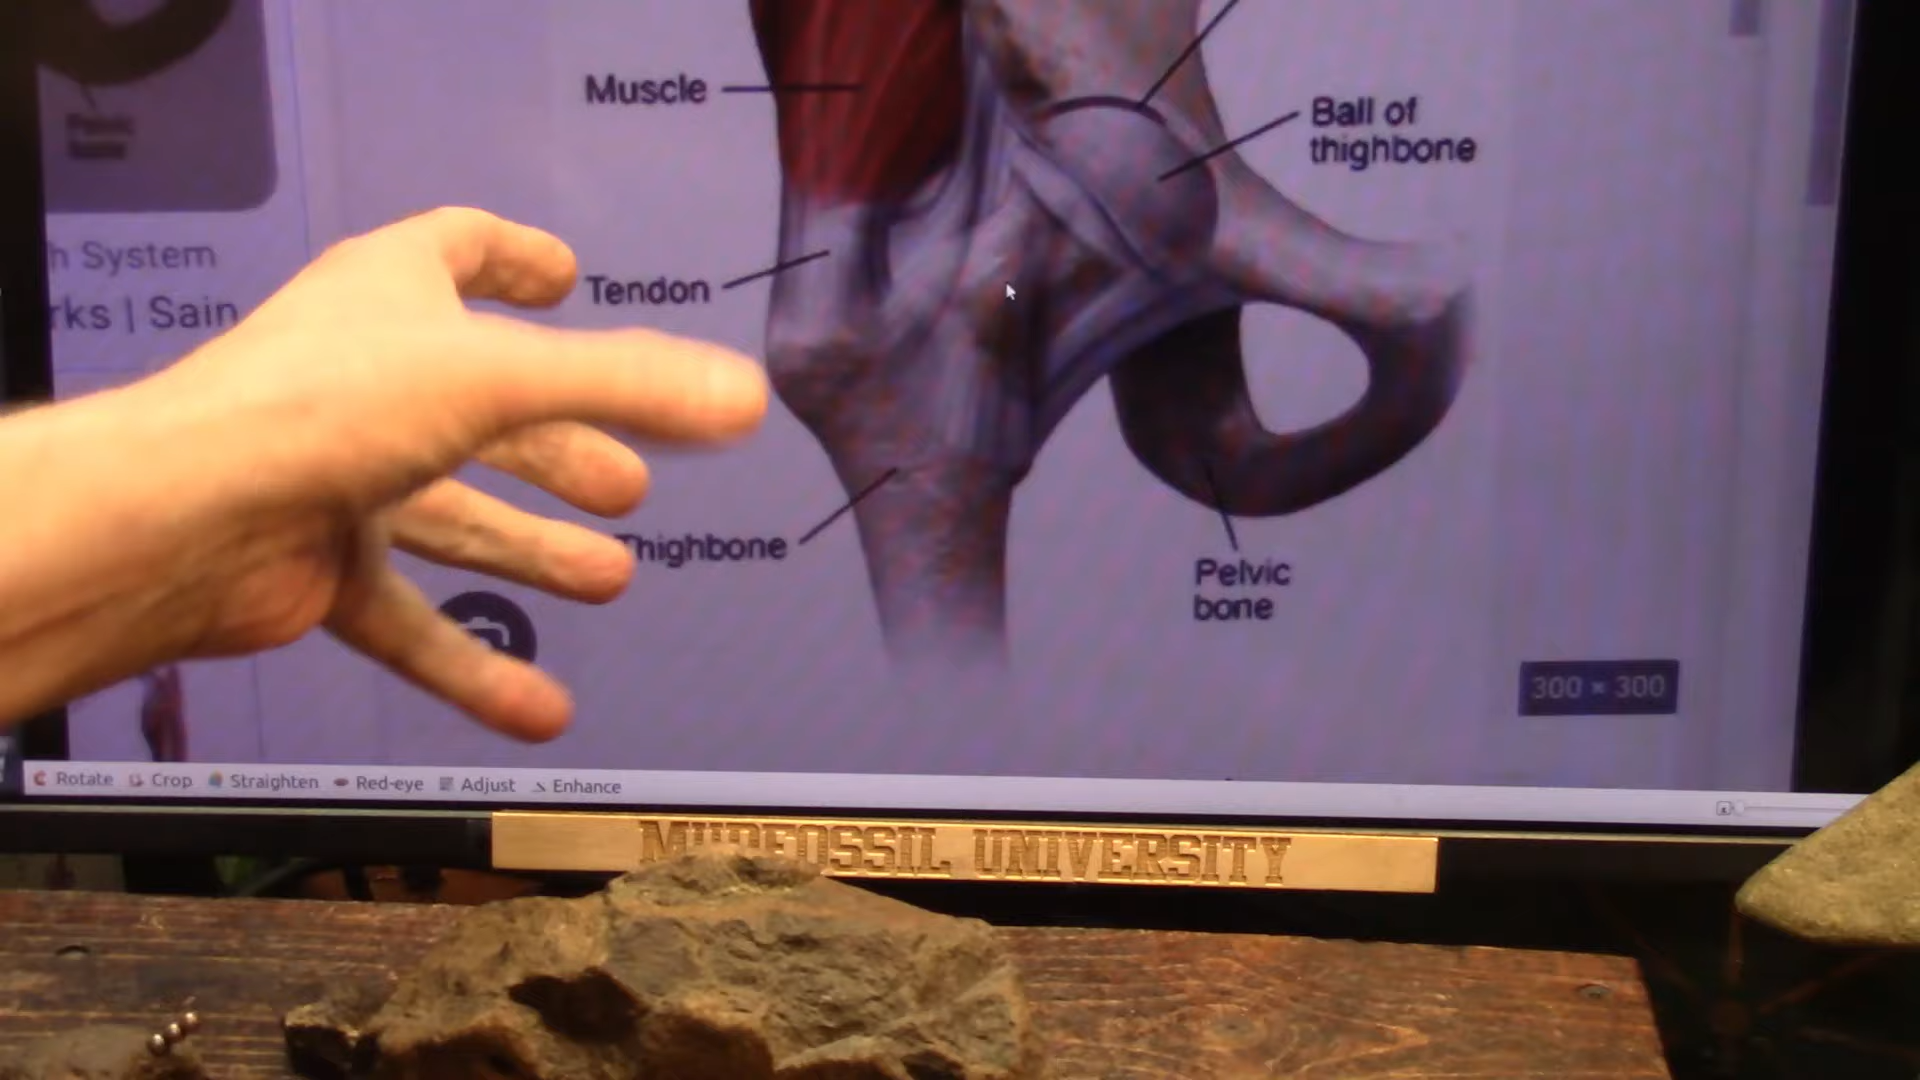 Muscle
Ball of
thighbone
h System
Tendon
rks | Sain
Thighbone
Pelvic
bone
300 × 300
Rotate Crop Straighten Red-eye Adjust Enhance
MUDFOSSIL UNIVERSITY